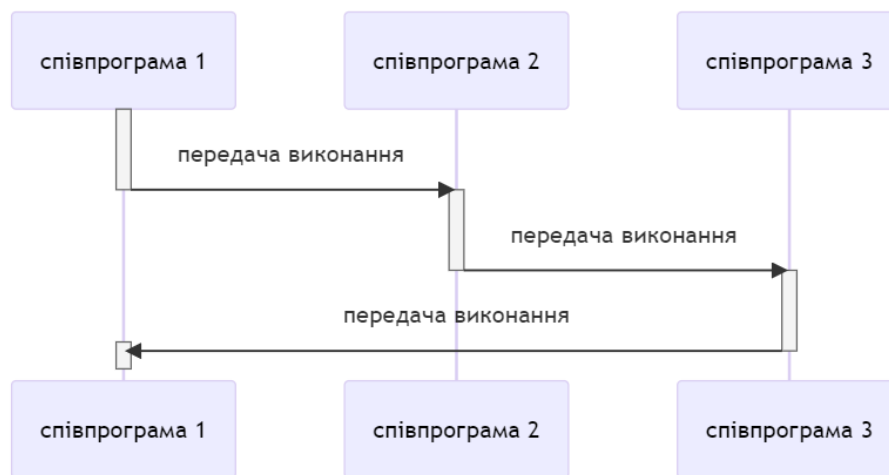 співпрограма 1
співпрограма 2
співпрограма 3
передача виконання
передача виконання
передача виконання
співпрограма 1
співпрограма 2
співпрограма 3